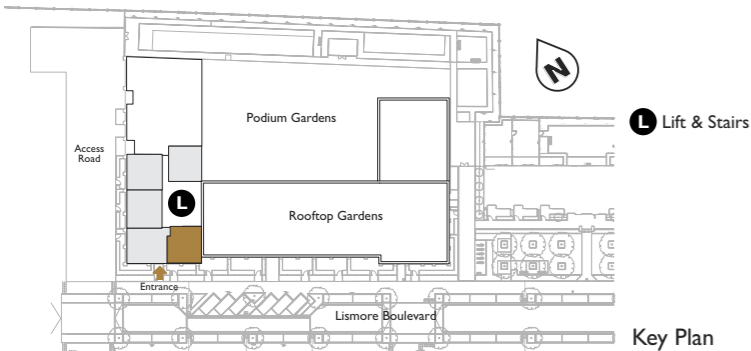 N
Podium Gardens
L Lift & Stairs
Access
Road
L
Rooftop Gardens
Entrance
Lismore Boulevard
Key Plan